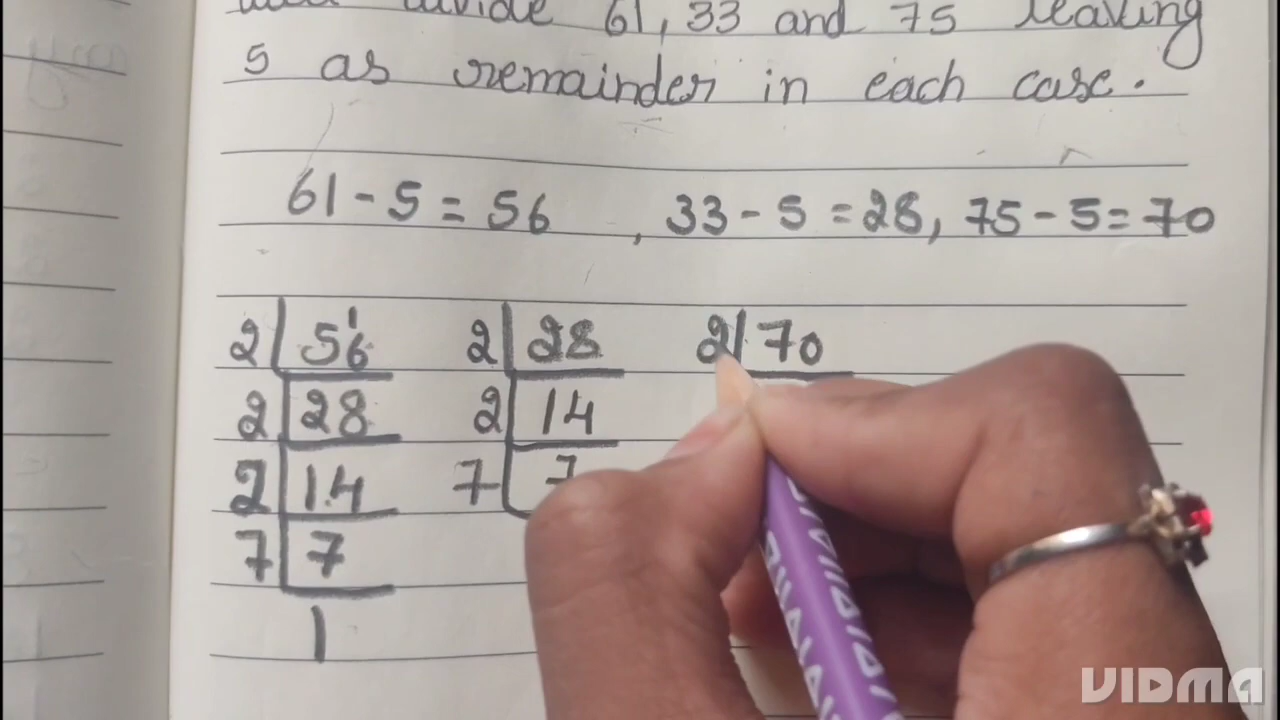 divide 61, 33 and 75 leaving
5 as remainder in each case.
61 - 5 = 56 , 33 - 5 = 28, 75 - 5 = 70
2 56 1 2 28 2 70
2 28 2 14
2 14 7 7
7 7
1
VIDMA